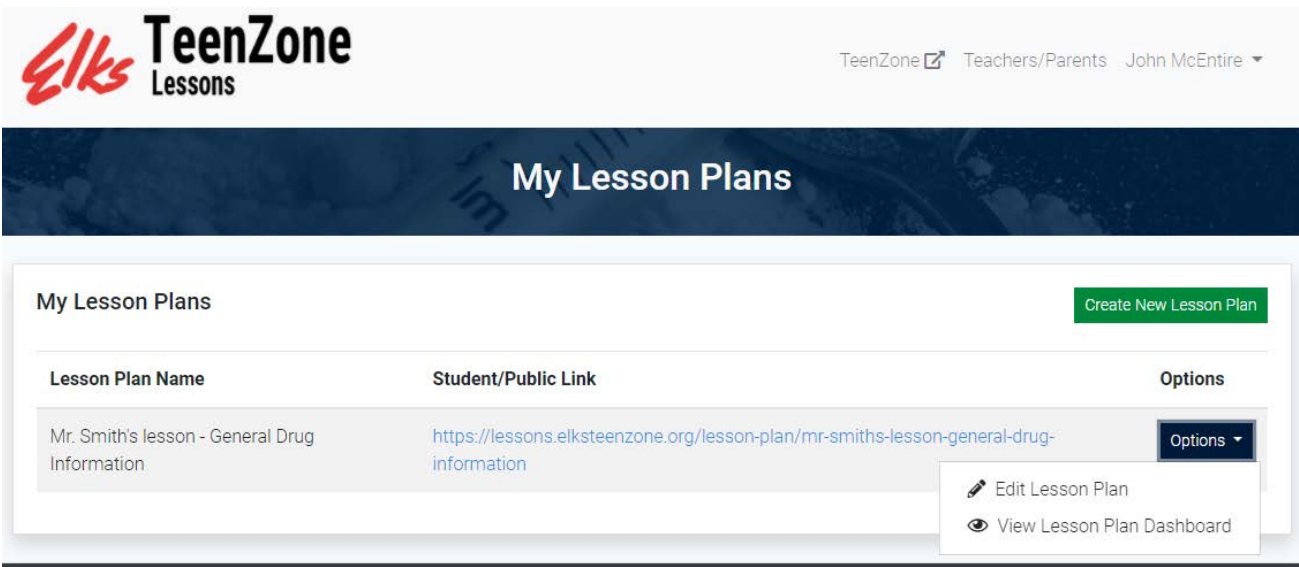 Elks TeenZone
Lessons
TeenZone Teachers/Parents John McEntire
My Lesson Plans
My Lesson Plans
Create New Lesson Plan
Lesson Plan Name Student/Public Link Options
Mr. Smith's lesson - General Drug
Information
https://lessons.elksteenzone.org/lesson-plan/mr-smiths-lesson-general-drug-
information
Options
Edit Lesson Plan
View Lesson Plan Dashboard